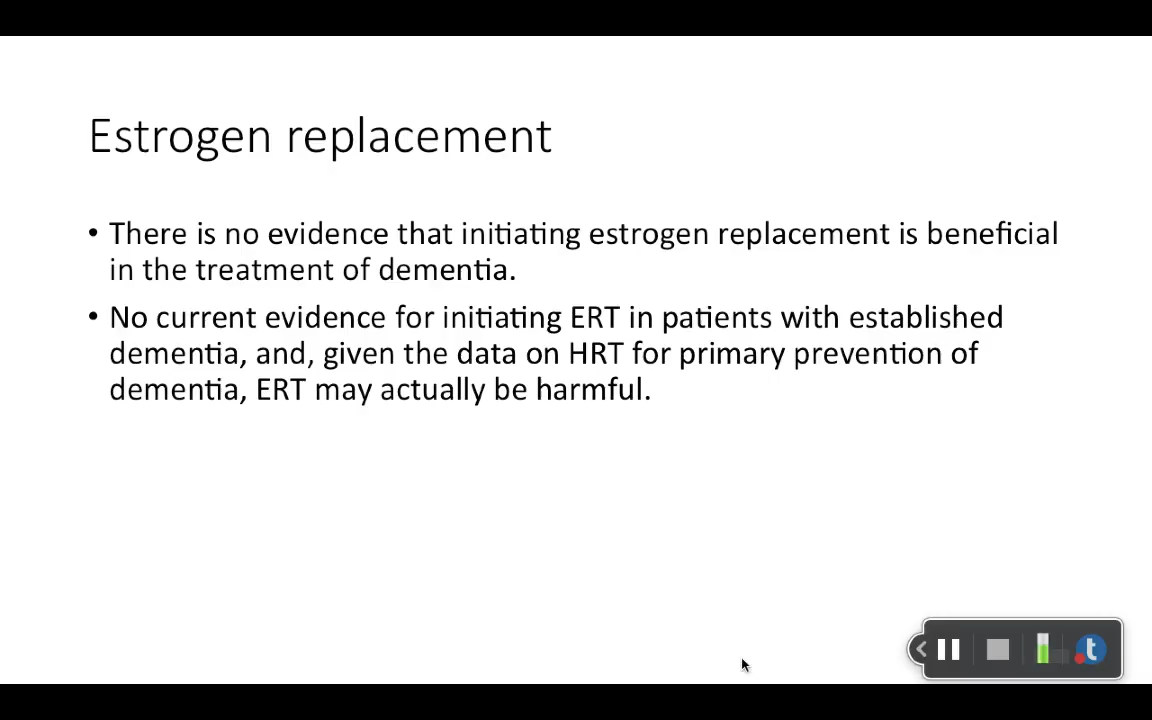 Estrogen replacement
• There is no evidence that initiating estrogen replacement is beneficial
in the treatment of dementia.
• No current evidence for initiating ERT in patients with established
dementia, and, given the data on HRT for primary prevention of
dementia, ERT may actually be harmful.
t